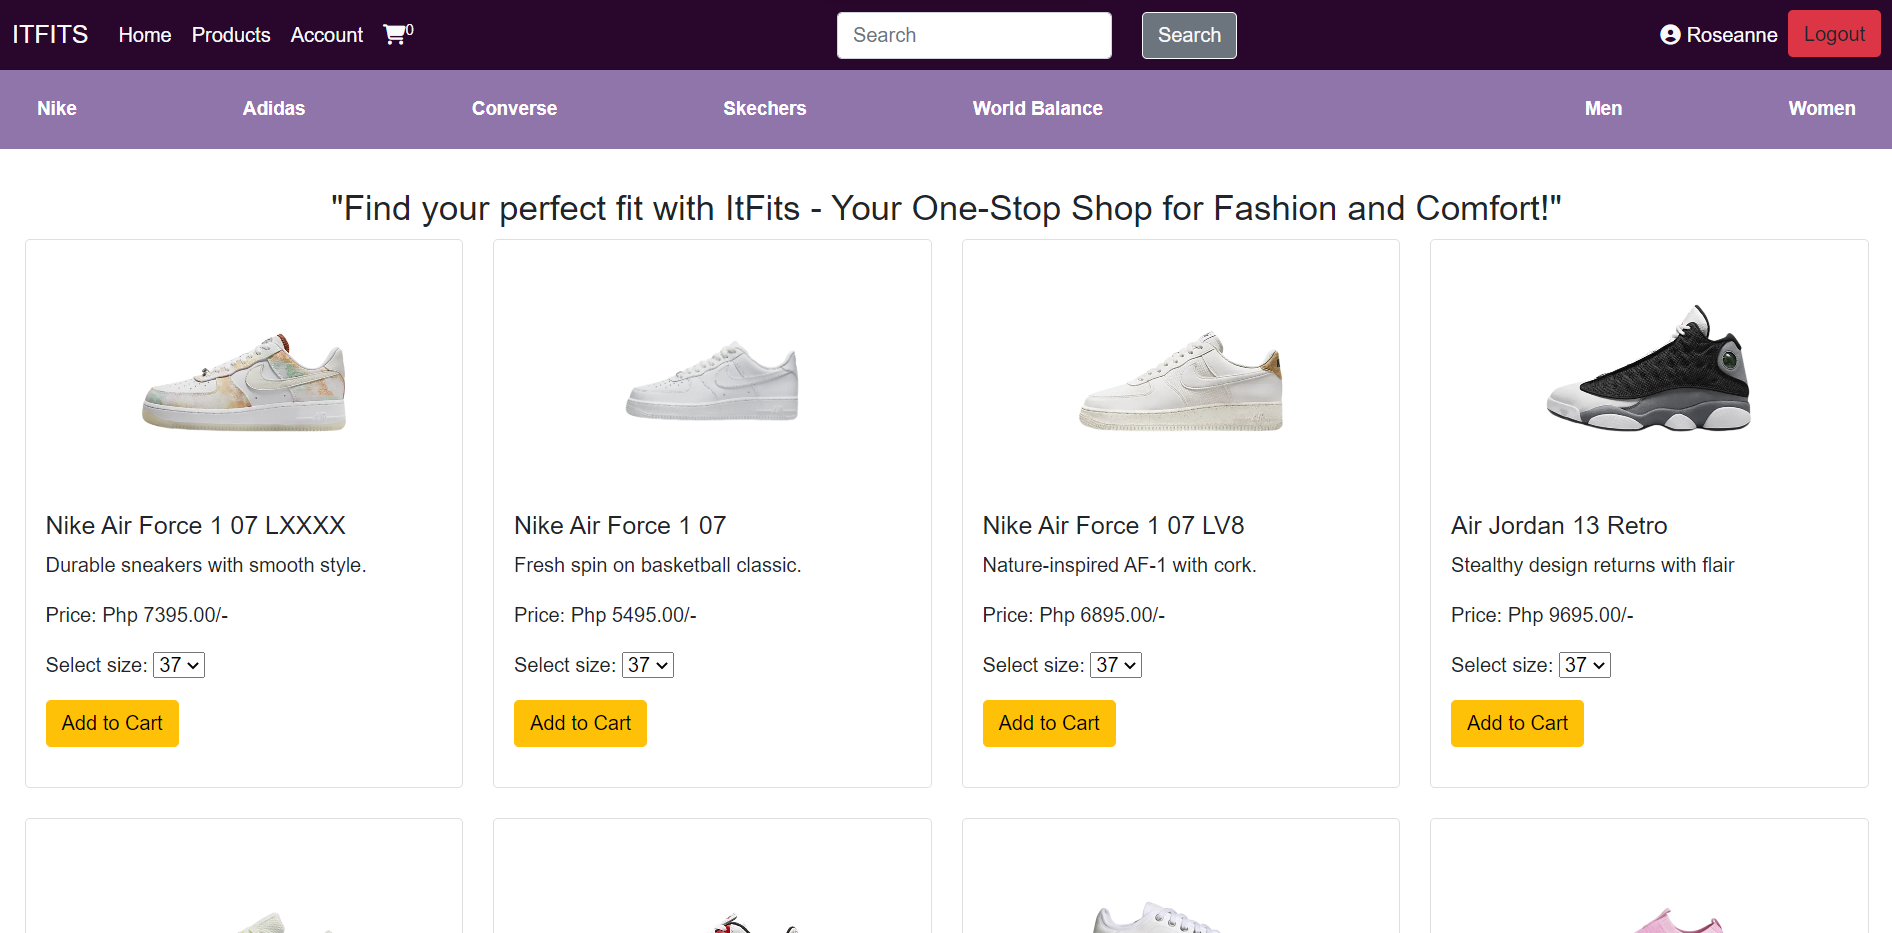 ITFITS Home Products Account 0 Search Search Roseanne Logout
Nike Adidas Converse Skechers World Balance Men Women
"Find your perfect fit with ItFits - Your One-Stop Shop for Fashion and Comfort!"
Nike Air Force 1 07 LXXXX
Durable sneakers with smooth style.
Price: Php 7395.00/-
Select size: 37
Add to Cart
Nike Air Force 1 07
Fresh spin on basketball classic.
Price: Php 5495.00/-
Select size: 37
Add to Cart
Nike Air Force 1 07 LV8
Nature-inspired AF-1 with cork.
Price: Php 6895.00/-
Select size: 37
Add to Cart
Air Jordan 13 Retro
Stealthy design returns with flair
Price: Php 9695.00/-
Select size: 37
Add to Cart